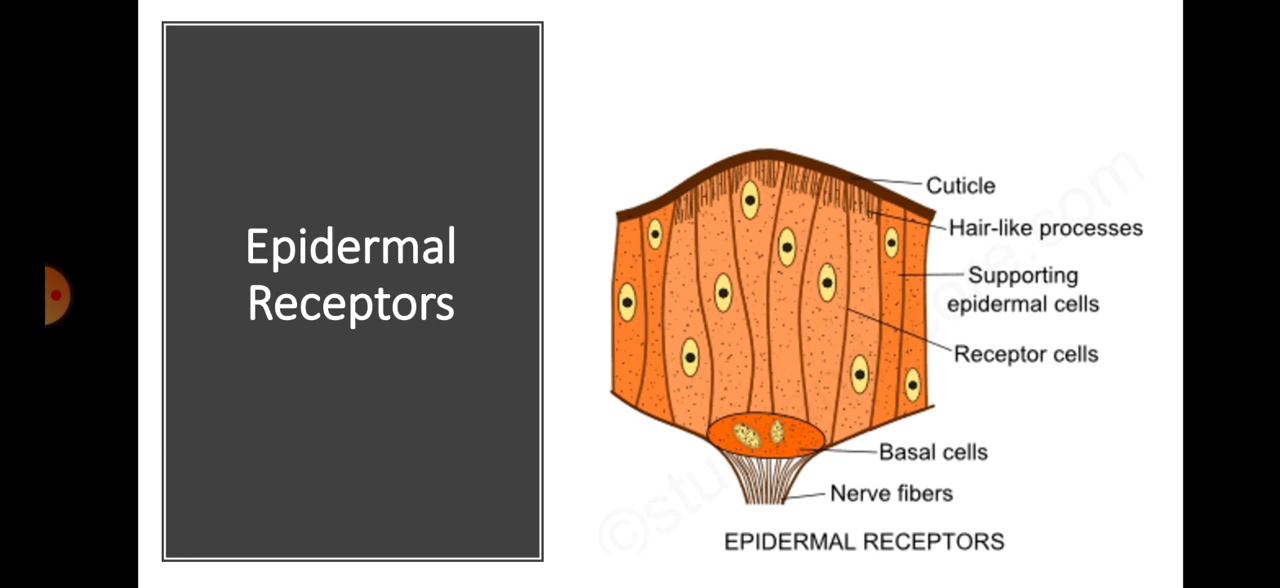 Epidermal
Receptors
Cuticle
Hair-like processes
Supporting
epidermal cells
Receptor cells
Basal cells
Nerve fibers
EPIDERMAL RECEPTORS